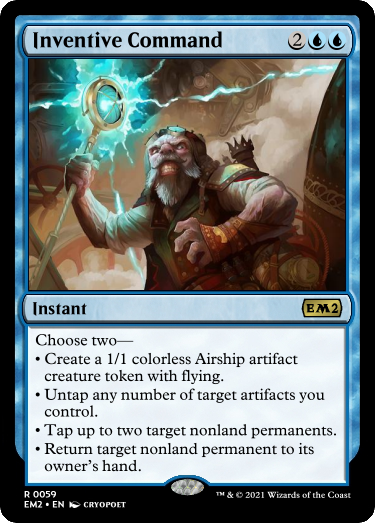 Inventive Command 2
Instant EM2
Choose two—
• Create a 1/1 colorless Airship artifact
creature token with flying.
• Untap any number of target artifacts you
control.
• Tap up to two target nonland permanents.
• Return target nonland permanent to its
owner's hand.
R 0059
EM2 • EN CRYOPET
™ & © 2021 Wizards of the Coast